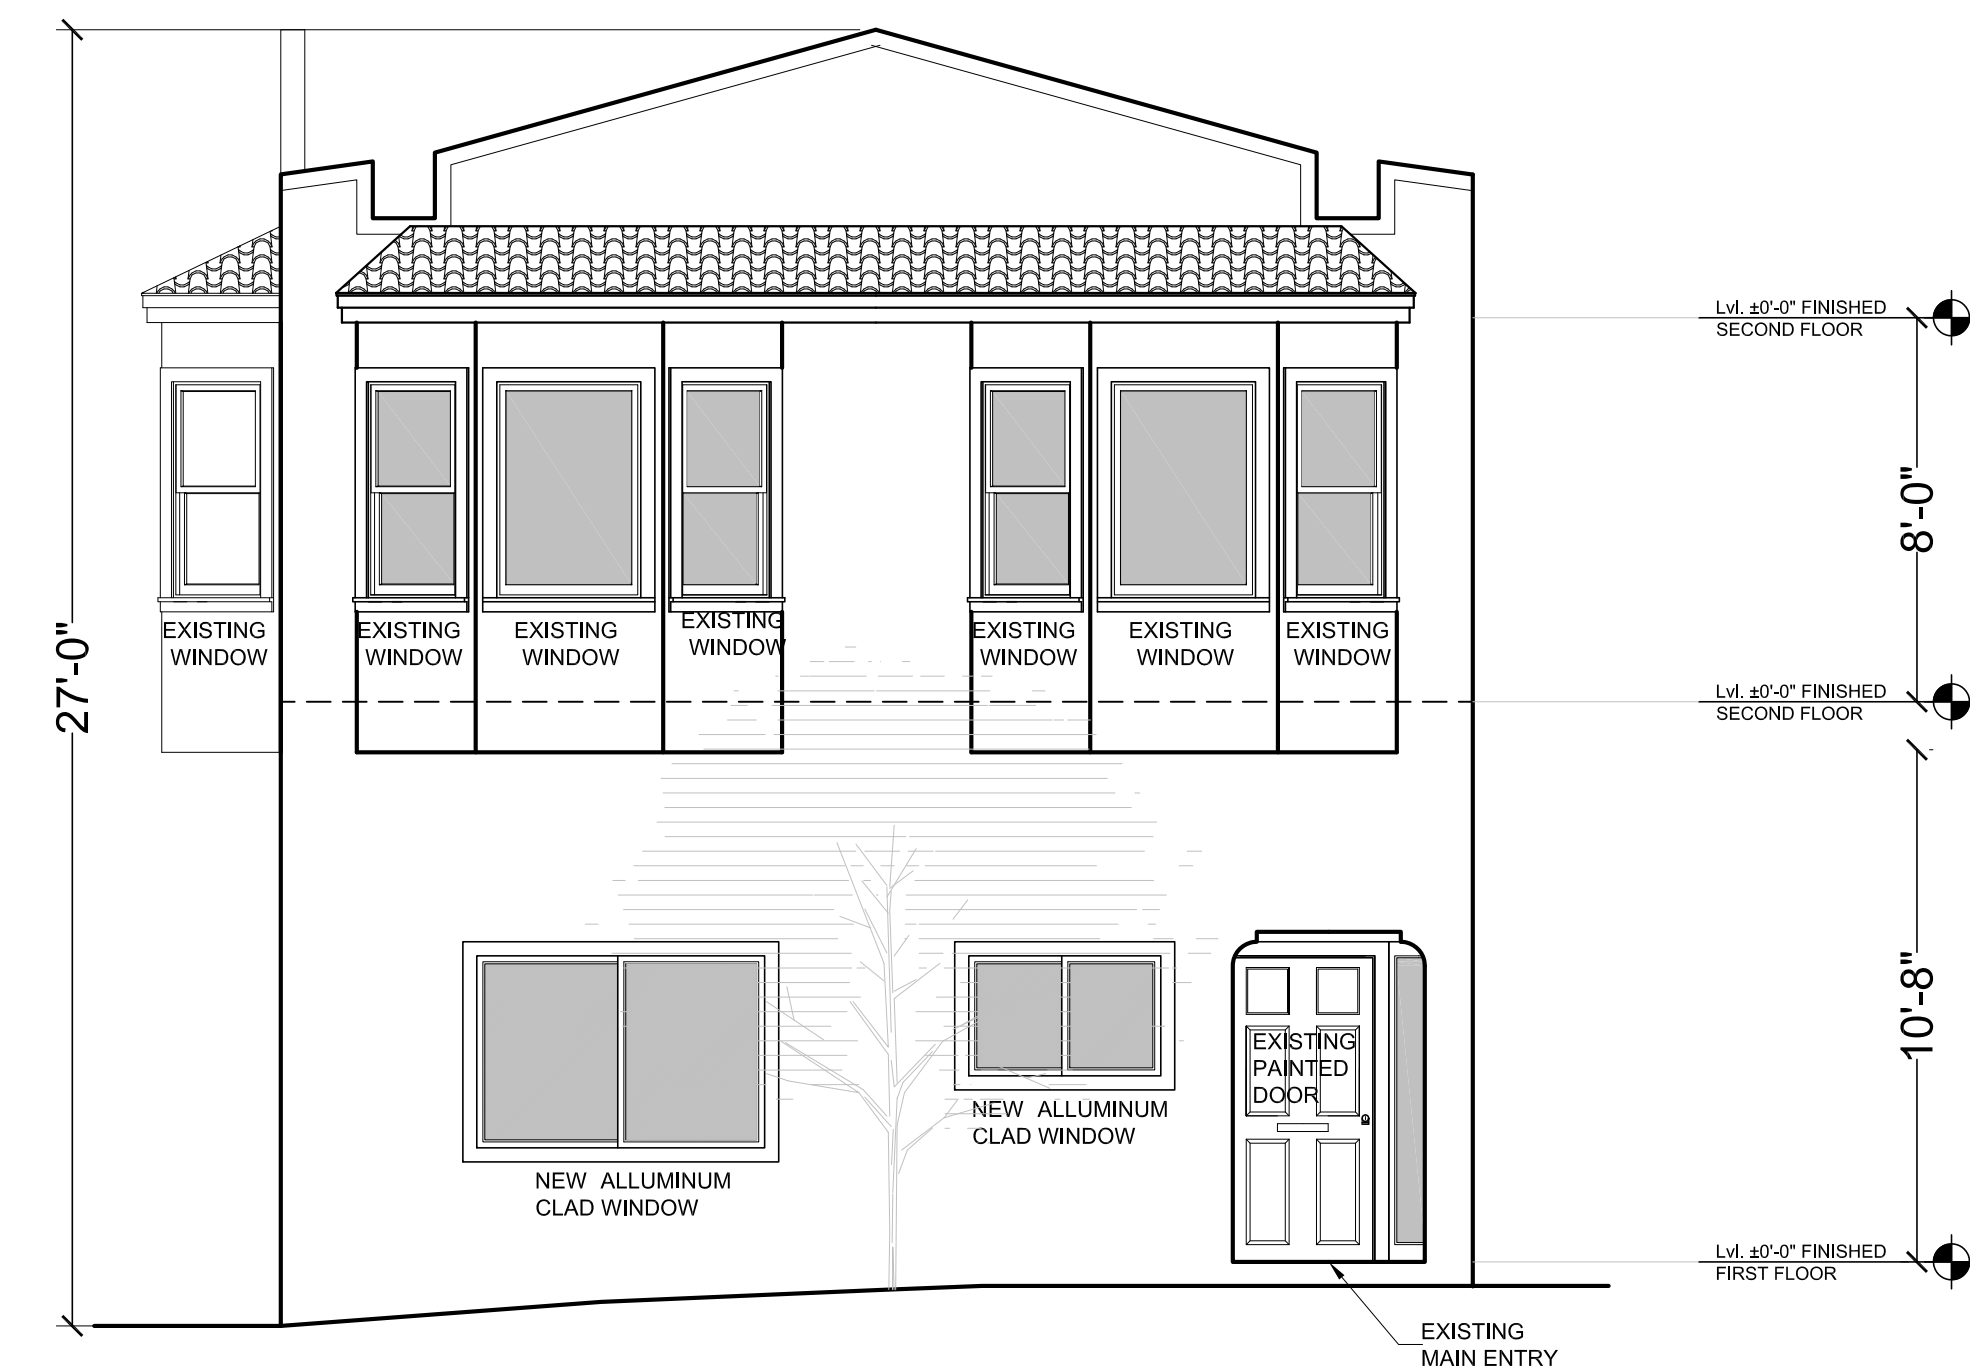 Lvl. ±0'-0" FINISHED
SECOND FLOOR
8'-0"
27'-0"
EXISTING
WINDOW
EXISTING
WINDOW
EXISTING
WINDOW
EXISTING
WINDOW
EXISTING
WINDOW
EXISTING
WINDOW
EXISTING
WINDOW
Lvl. ±0'-0" FINISHED
SECOND FLOOR
10'-8"
EXISTING
PAINTED
DOOR
NEW ALLUMINUM
CLAD WINDOW
NEW ALLUMINUM
CLAD WINDOW
Lvl. ±0'-0" FINISHED
FIRST FLOOR
EXISTING
MAIN ENTRY